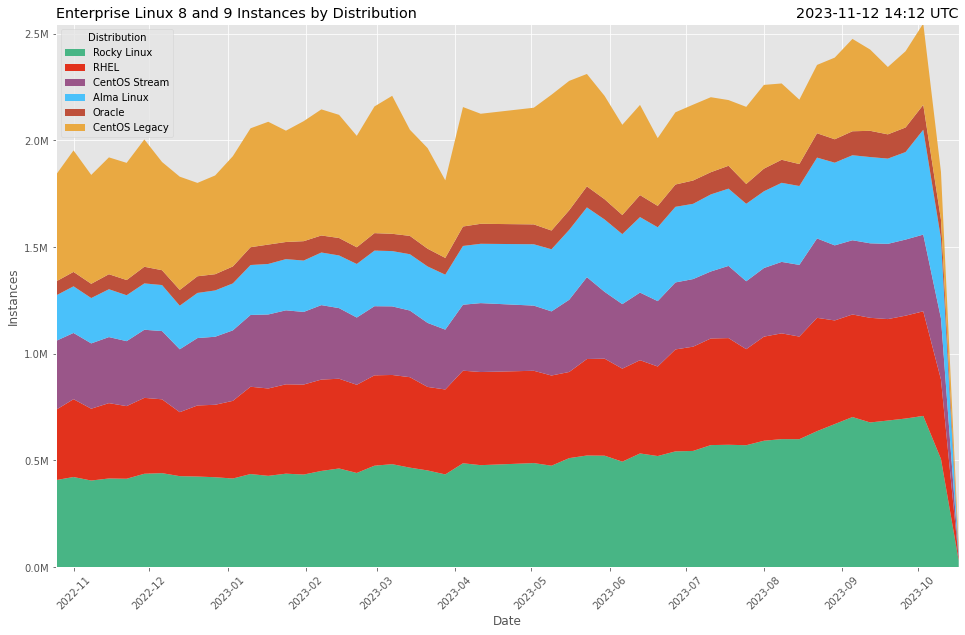 Enterprise Linux 8 and 9 Instances by Distribution
2023-11-12 14:12 UTC
Distribution
Rocky Linux
RHEL
CentOS Stream
Alma Linux
Oracle
CentOS Legacy
2.5M
2.0M
1.5M
1.0M
0.5M
0.0M
Instances
2022-11
2022-12
2023-01
2023-02
2023-03
2023-04
2023-05
2023-06
2023-07
2023-08
2023-09
2023-10
Date